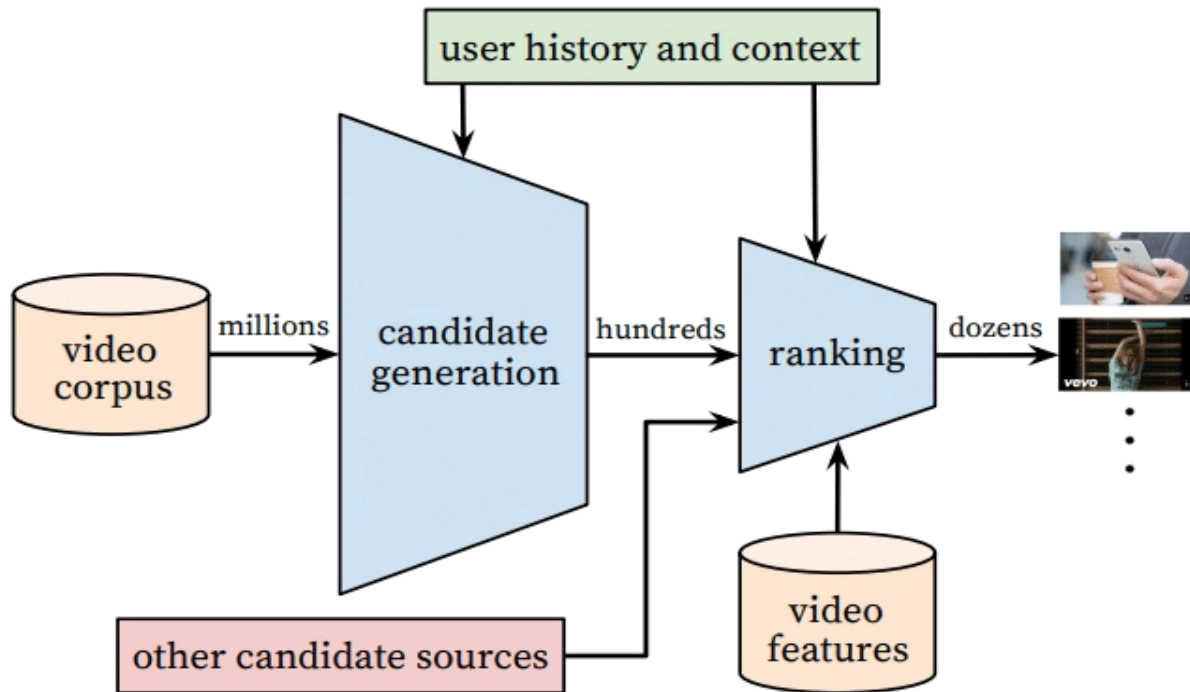 user history and context
millions
video
corpus
candidate
generation
hundreds
ranking
dozens
vevo
other candidate sources
video
features